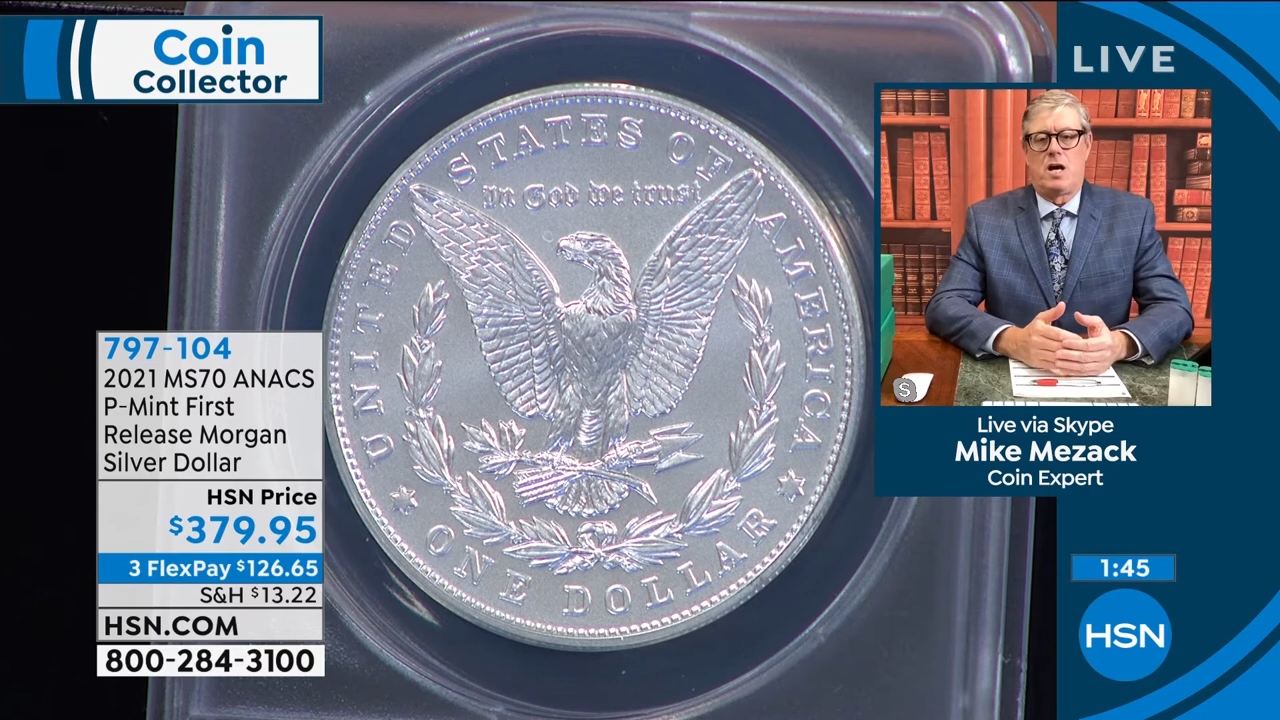 Coin
Collector
LIVE
STATES OF
In God we trust
UNITED
AMERICA
ONE DOLLAR
797-104
2021 MS70 ANACS
P-Mint First
Release Morgan
Silver Dollar
HSN Price
$379.95
3 FlexPay $126.65
S&H $13.22
HSN.COM
800-284-3100
$
Live via Skype
Mike Mezack
Coin Expert
1:45
HSN